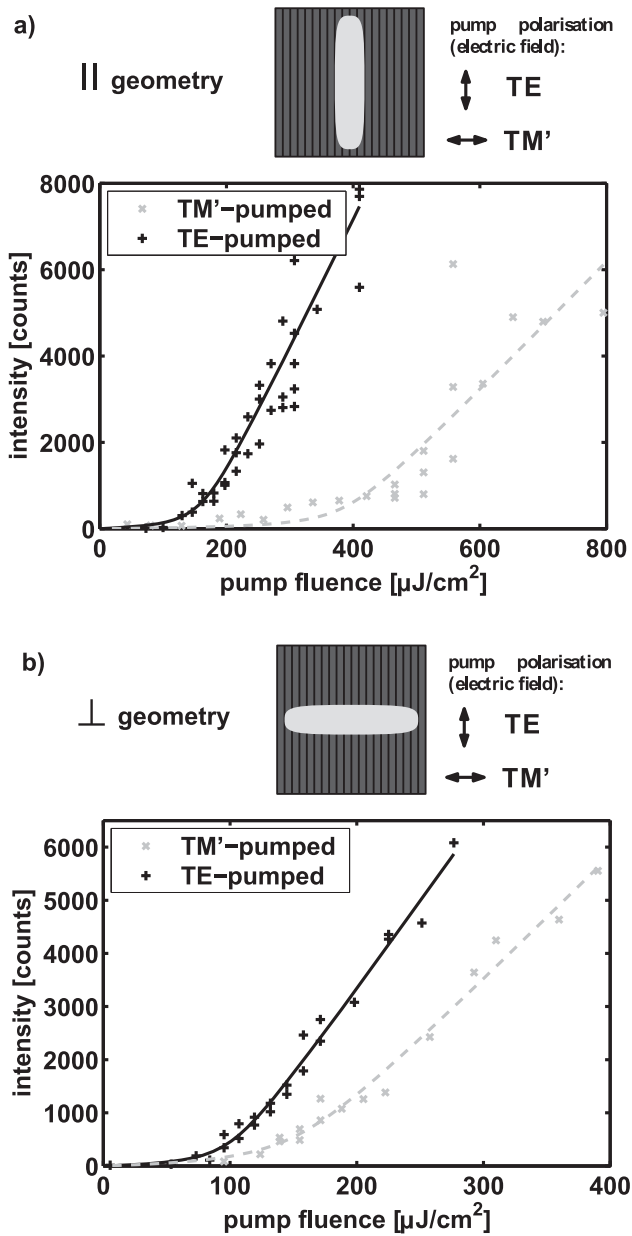 a)
|| geometry
pump polarisation
(electric field):
TE
TM'
8000
6000
4000
2000
0
intensity [counts]
TM'-pumped
TE-pumped
0 200 400 600 800
pump fluence [µJ/cm²]
b)
⊥ geometry
pump polarisation
(electric field):
TE
TM'
6000
5000
4000
3000
2000
1000
0
intensity [counts]
TM'-pumped
TE-pumped
0 100 200 300 400
pump fluence [µJ/cm²]